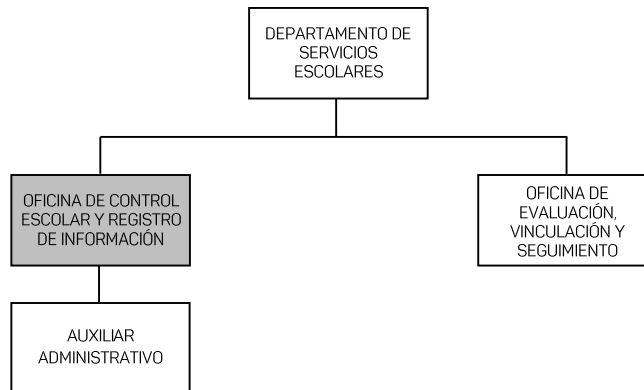 DEPARTAMENTO DE
SERVICIOS
ESCOLARES
OFICINA DE CONTROL
ESCOLAR Y REGISTRO
DE INFORMACIÓN
OFICINA DE
EVALUACIÓN,
VINCULACIÓN Y
SEGUIMIENTO
AUXILIAR
ADMINISTRATIVO